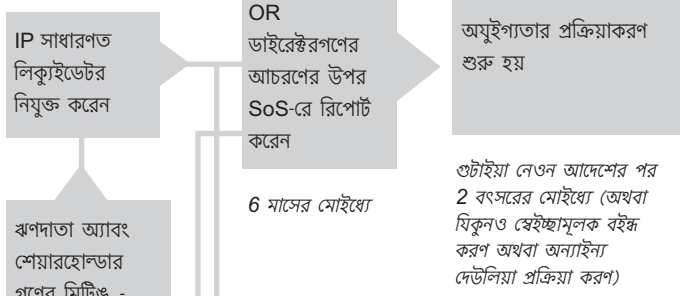 IP সাধারণত
লিক্যুইডেটর
নিযুক্ত করেন
OR
ডাইরেক্টরগণের
আচরণের উপর
SoS-রে রিপোর্ট
করেন
6 মাসের মোইধ্যে
অযুইগ্যতার প্রক্রিয়াকরণ
শুরু হয়
গুটাইয়া নেওন আদেশের পর
2 বৎসরের মোইধ্যে (অথবা
যিকুনও স্বেইচ্ছামূলক বইন্ধ
করণ অথবা অন্যাইন্য
দেউলিয়া প্রক্রিয়া করণ)
ঋণদাতা অ্যাবং
শেয়ারহোল্ডার
গণের মিটিঙ -